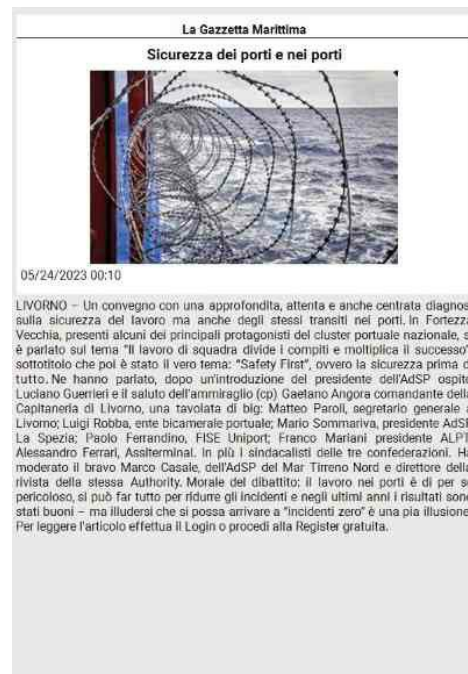 La Gazzetta Marittima
Sicurezza dei porti e nei porti
05/24/2023 00:10
LIVORNO – Un convegno con una approfondita, attenta e anche centrata
sulla sicurezza del lavoro ma anche degli stessi transiti nei porti. In Fortezza
Vecchia, presenti alcuni dei principali protagonisti del cluster portuale nazionale,
è parlato sul tema "Il lavoro di squadra divide i compiti e moltiplica il successo"
sottotitolo che poi è stato il vero tema: "Safety First", ovvero la sicurezza prima di
tutto. Ne hanno parlato, dopo un'introduzione del presidente dell'AdSP
Luciano Guerrieri e il saluto dell'ammiraglio (cp) Gaetano Angora comandante della
Capitaneria di Livorno, una tavolata di big: Matteo Paroli, segretario generale a
Livorno; Luigi Robba, ente bicamerale portuale; Mario Sommariva, presidente AdSP
La Spezia; Paolo Ferrandino, FISE Uniport; Franco Mariani presidente
Alessandro Ferrari, Assiterminal. In più i sindacalisti delle tre confederazioni. Ha
moderato il bravo Marco Casale, dell'AdSP del Mar Tirreno Nord e direttore della
rivista della stessa Authority. Morale del dibattito: il lavoro nei porti è di per sé
pericoloso, si può far tutto per ridurre gli incidenti e negli ultimi anni i risultati sono
stati buoni – ma illudersi che si possa arrivare a "incidenti zero" è una pia illusione.
Per leggere l'articolo effettua il Login o procedi alla Register gratuita.